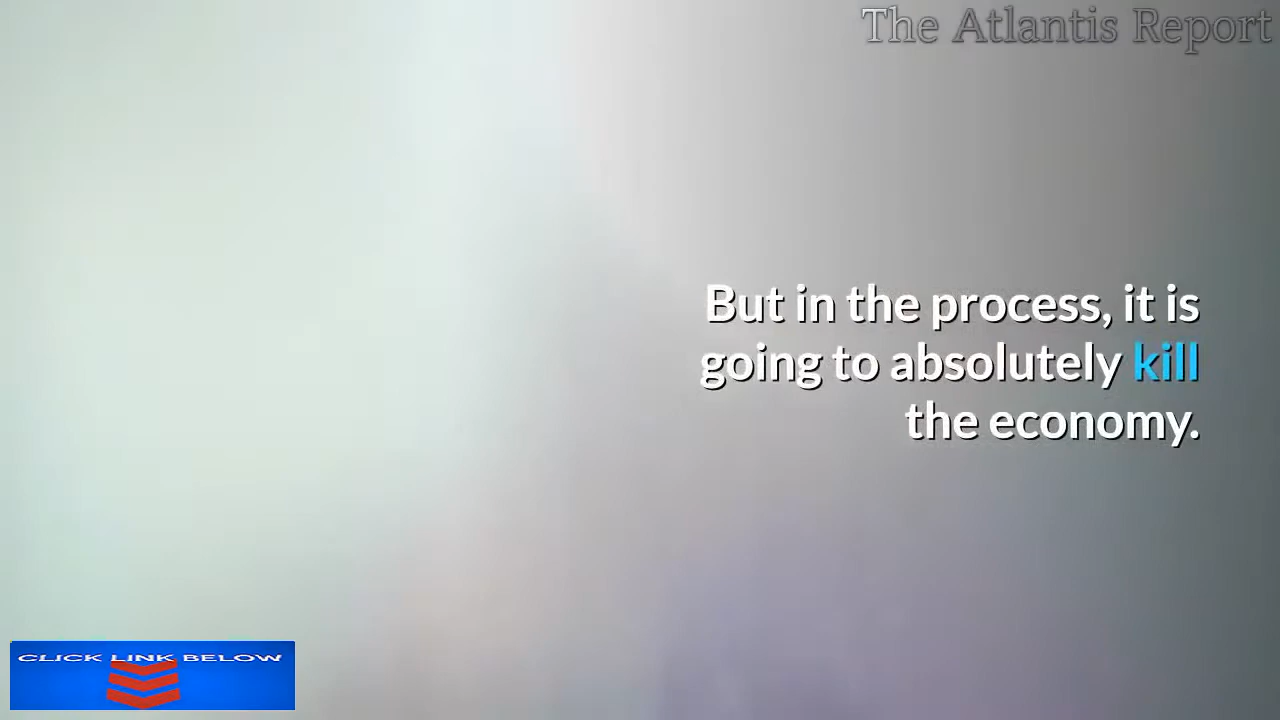 The Atlantis Report
But in the process, it is
going to absolutely kill
the economy.
CLICK LINK BELOW